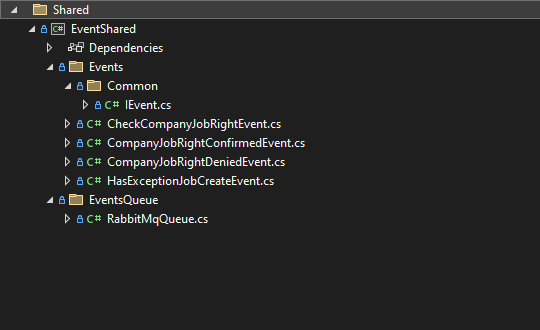 Shared
C# EventShared
Dependencies
Events
Common
C# IEvent.cs
C# CheckCompanyJobRightEvent.cs
C# CompanyJobRightConfirmedEvent.cs
C# CompanyJobRightDeniedEvent.cs
C# HasExceptionJobCreateEvent.cs
EventsQueue
C# RabbitMqQueue.cs